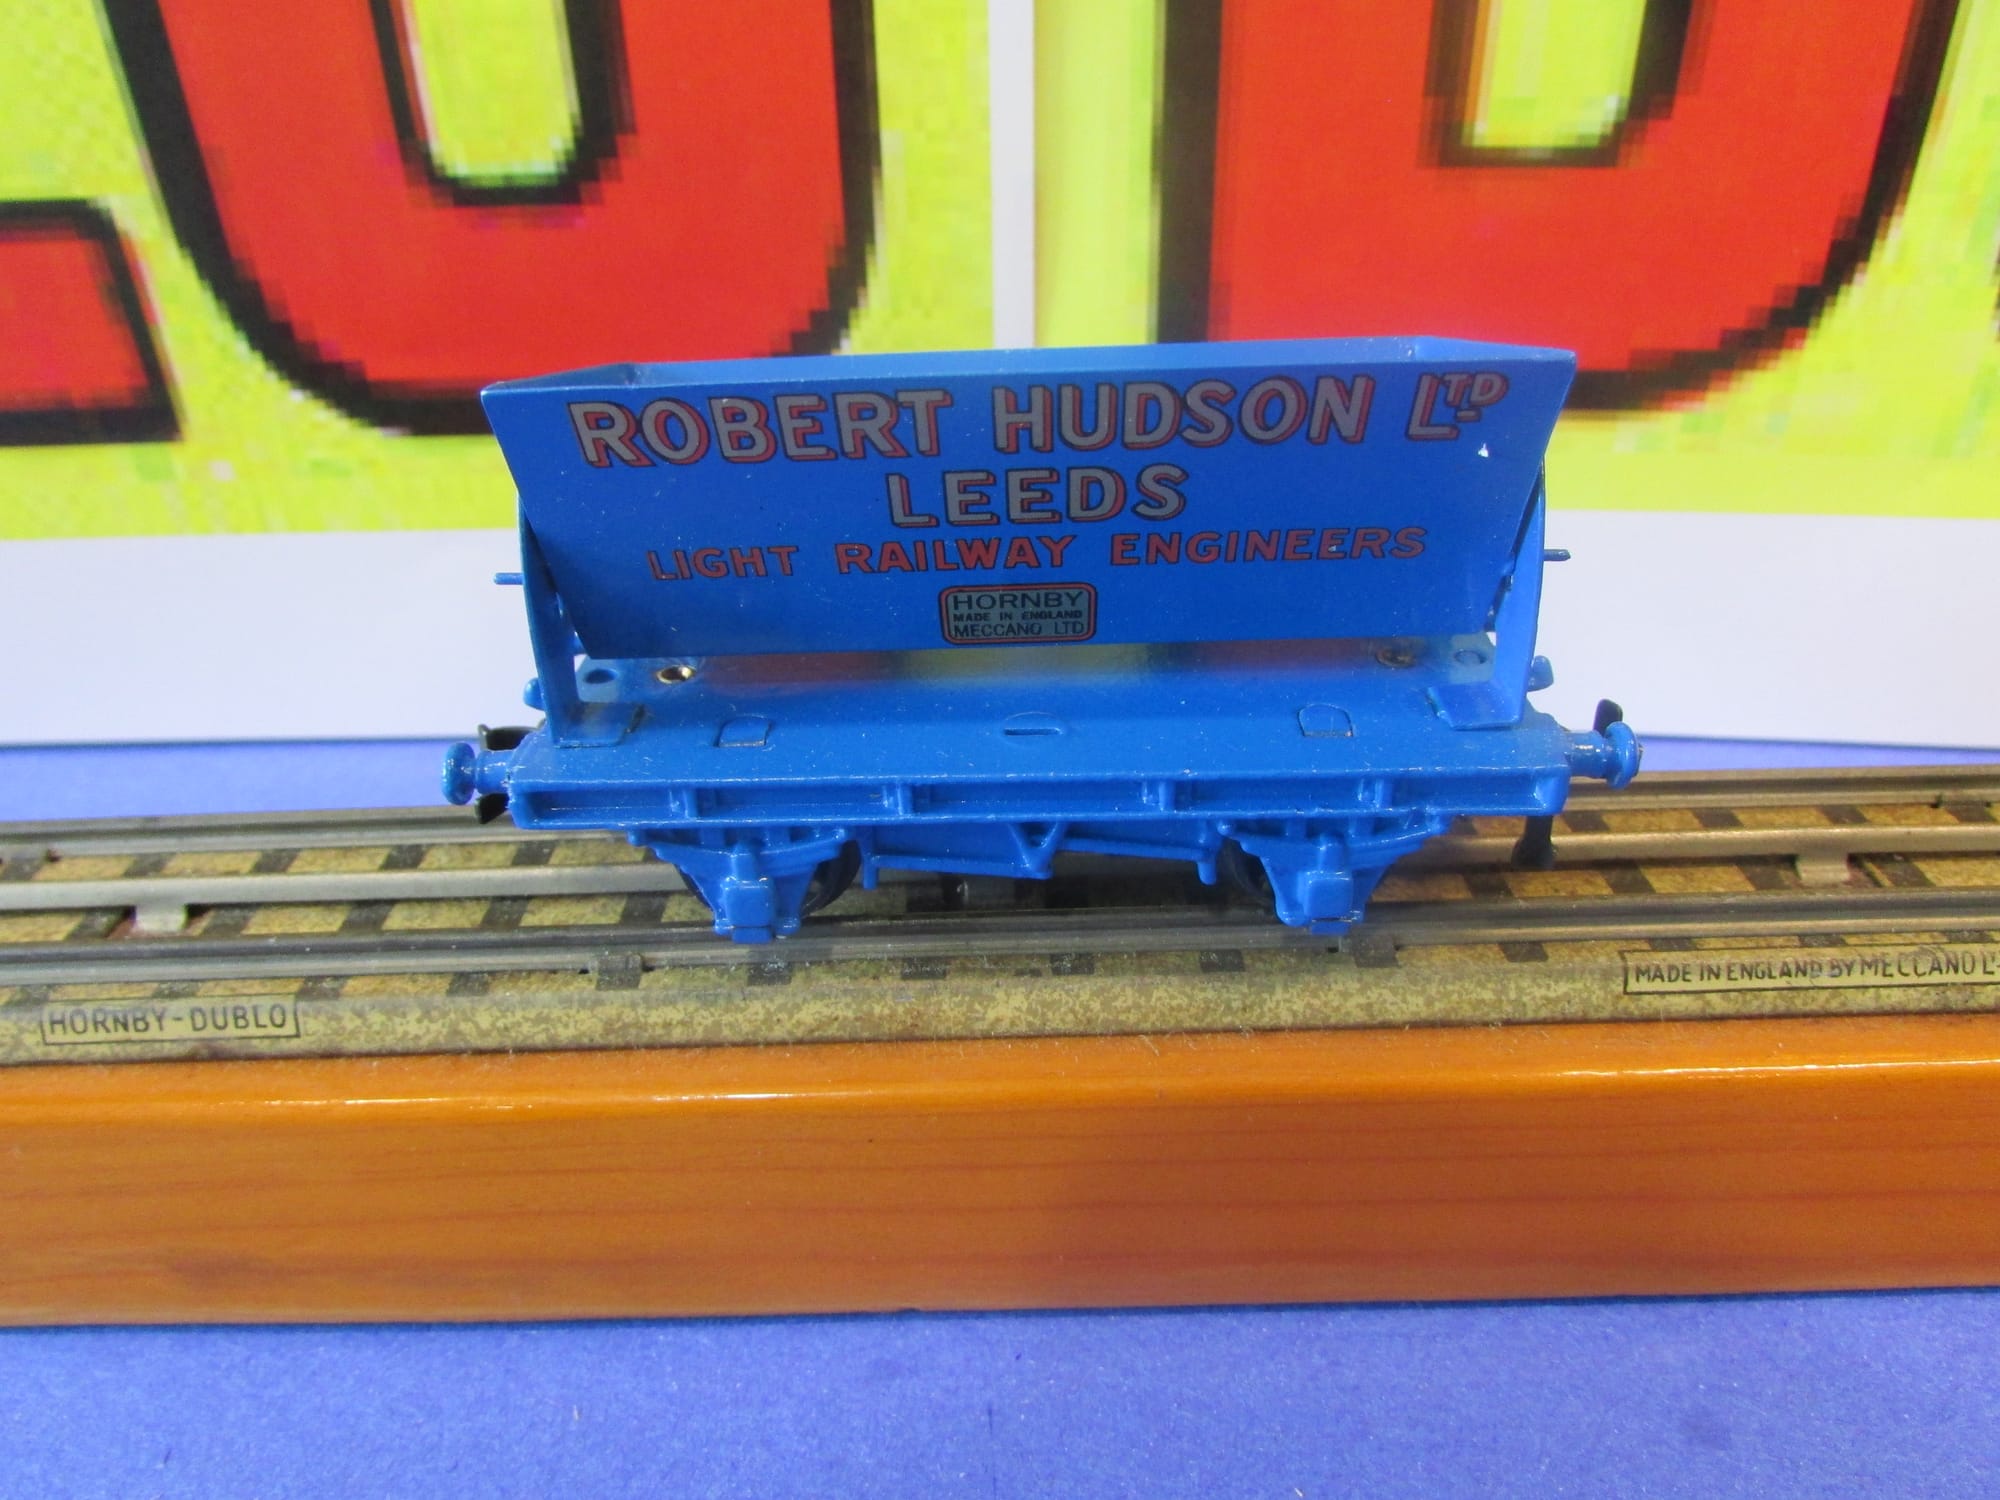 ROBERT HUDSON LTD
LEEDS
LIGHT RAILWAY ENGINEERS
HORNBY
MADE IN ENGLAND
MECCANO LTD
HORNBY-DUBLO
MADE IN ENGLAND BY MECCANO